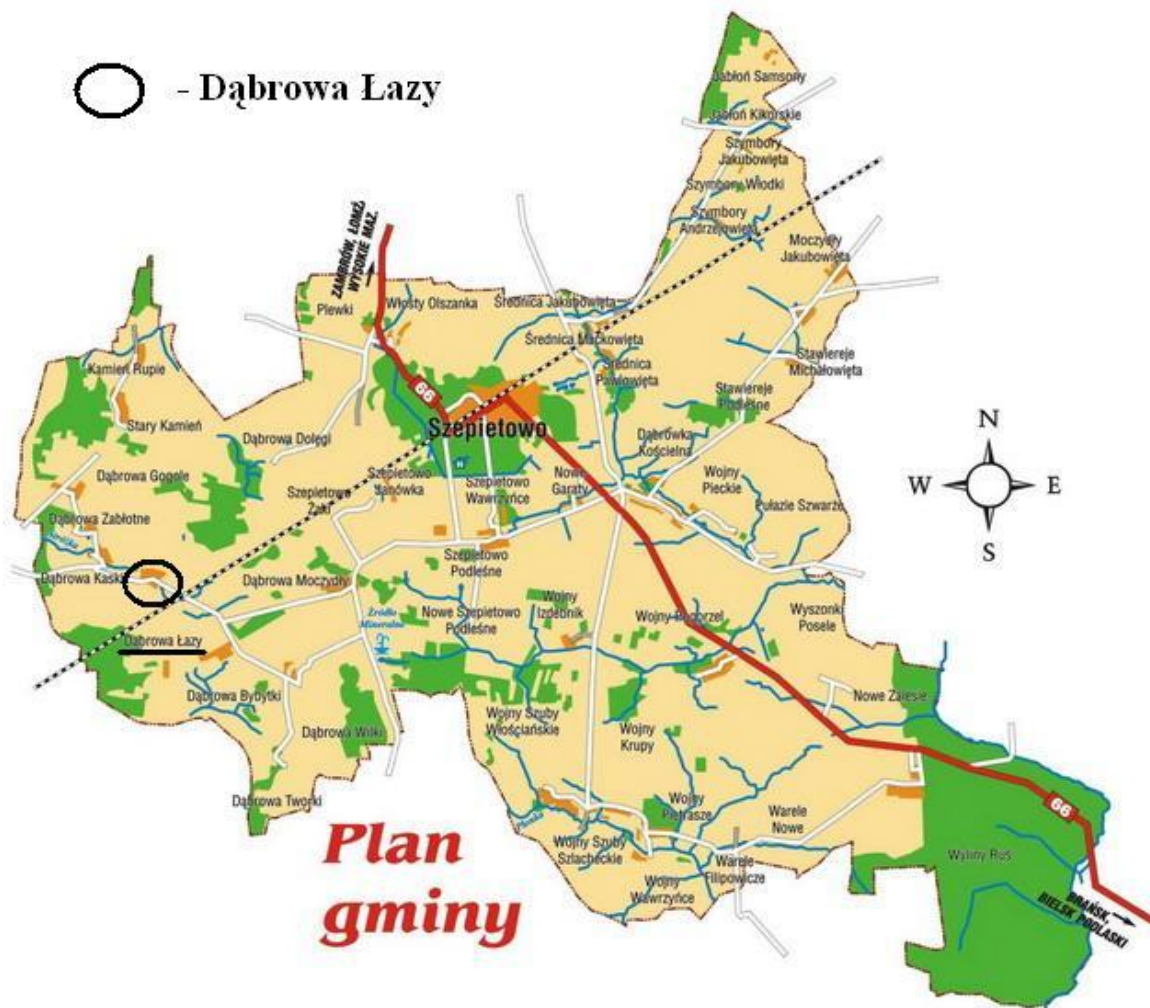 - Dąbrowa Łazy
Jabłoń Samsony
Jabłoń Kikorskie
Szymbory
Jakubowięta
Szymbory Włodki
Szymbory
Andrzejowięta
Moczydły
Jakubowięta
ZAMBRÓW, ŁOMŻA
WYSOKIE MAZ.
Plewki
Włosty Olszanka
Średnica Jakubowięta
Średnica Maćkowięta
Średnica
Pawłowięta
Stawiereje
Michałowięta
Stawiereje
Podleśne
Kamień Rupie
Stary Kamień
66
Szepietowo
Dąbrowa Dołęgi
Dąbrówka
Kościelna
N
W
E
S
Dąbrowa Gogole
Szepietowo
Żaki
Szepietowo
Janówka
H
Szepietowo
Wawrzyńce
Nowe
Garaty
Wojny
Pieckie
Pułazie Szwarze
Dąbrowa Zabłotne
Dąbrowa Kaski
Dąbrowa Moczydły
Szepietowo
Podleśne
Źródło
Mineralne
Nowe Szepietowo
Podleśne
Wojny
Izdebnik
Wojny Pogorzel
Wyszonki
Posele
Dąbrowa Łazy
Dąbrowa Bybytki
Dąbrowa Wilki
Wojny Szuby
Włościańskie
Wojny
Krupy
Nowe Zalesie
Dąbrowa Tworki
Plan
gminy
Wojny Szuby
Szlacheckie
Wojny
Pietrasze
Warele
Nowe
Warele
Filipowicze
Wojny
Wawrzyńce
Wyliny Ruś
66
BRAŃSK,
BIELSK PODLASKI